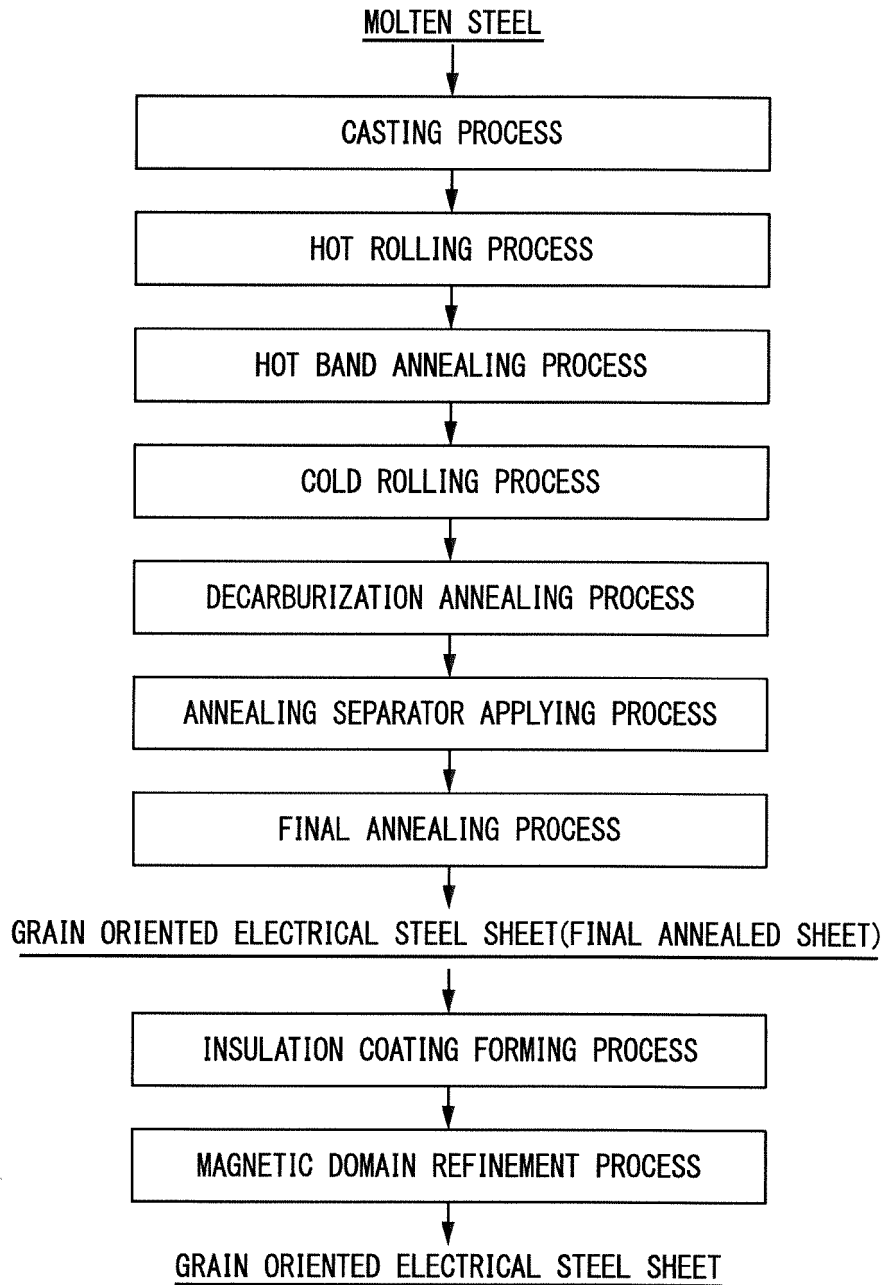 MOLTEN STEEL
CASTING PROCESS
HOT ROLLING PROCESS
HOT BAND ANNEALING PROCESS
COLD ROLLING PROCESS
DECARBURIZATION ANNEALING PROCESS
ANNEALING SEPARATOR APPLYING PROCESS
FINAL ANNEALING PROCESS
GRAIN ORIENTED ELECTRICAL STEEL SHEET(FINAL ANNEALED SHEET)
INSULATION COATING FORMING PROCESS
MAGNETIC DOMAIN REFINEMENT PROCESS
GRAIN ORIENTED ELECTRICAL STEEL SHEET